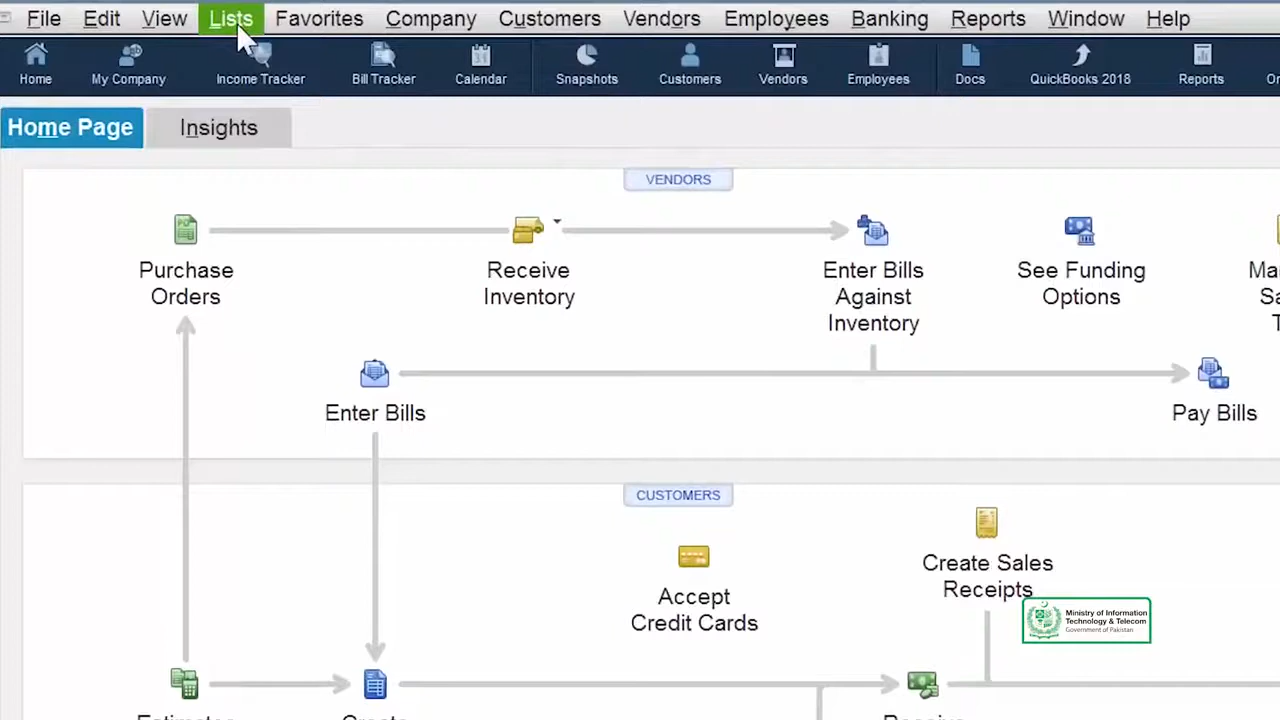 File Edit View Lists Favorites Company Customers Vendors Employees Banking Reports Window Help
Home My Company Income Tracker Bill Tracker Calendar Snapshots Customers Vendors Employees Docs QuickBooks 2018 Reports
Home Page Insights
VENDORS
Purchase
Orders
Receive
Inventory
Enter Bills
Against
Inventory
See Funding
Options
Enter Bills
Pay Bills
CUSTOMERS
Create Sales
Receipts
Accept
Credit Cards
Ministry of Information
Technology & Telecom
Government of Pakistan
Estimates
Create
Receive